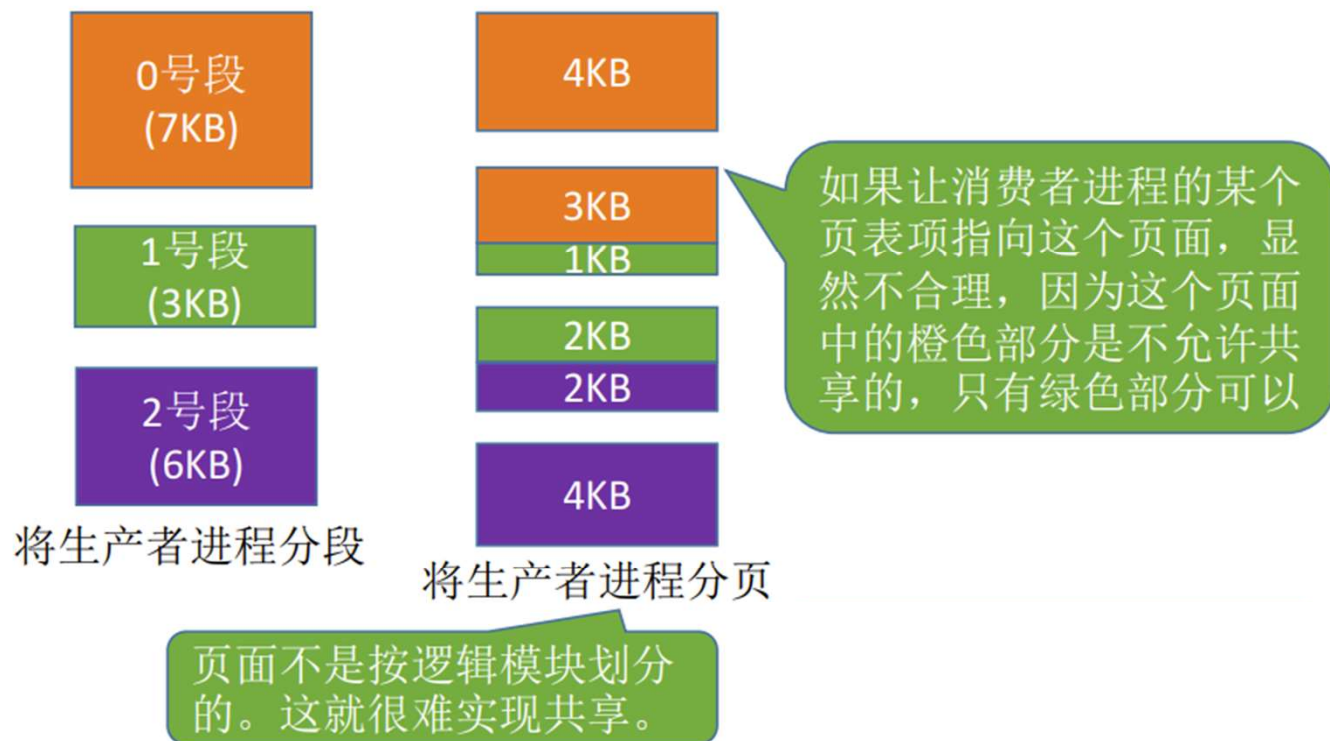 0号段
(7KB)
1号段
(3KB)
2号段
(6KB)
将生产者进程分段
4KB
3KB
1KB
2KB
2KB
4KB
将生产者进程分页
如果让消费者进程的某个
页表项指向这个页面，显
然不合理，因为这个页面
中的橙色部分是不允许共
享的，只有绿色部分可以
页面不是按逻辑模块划分
的。这就很难实现共享。